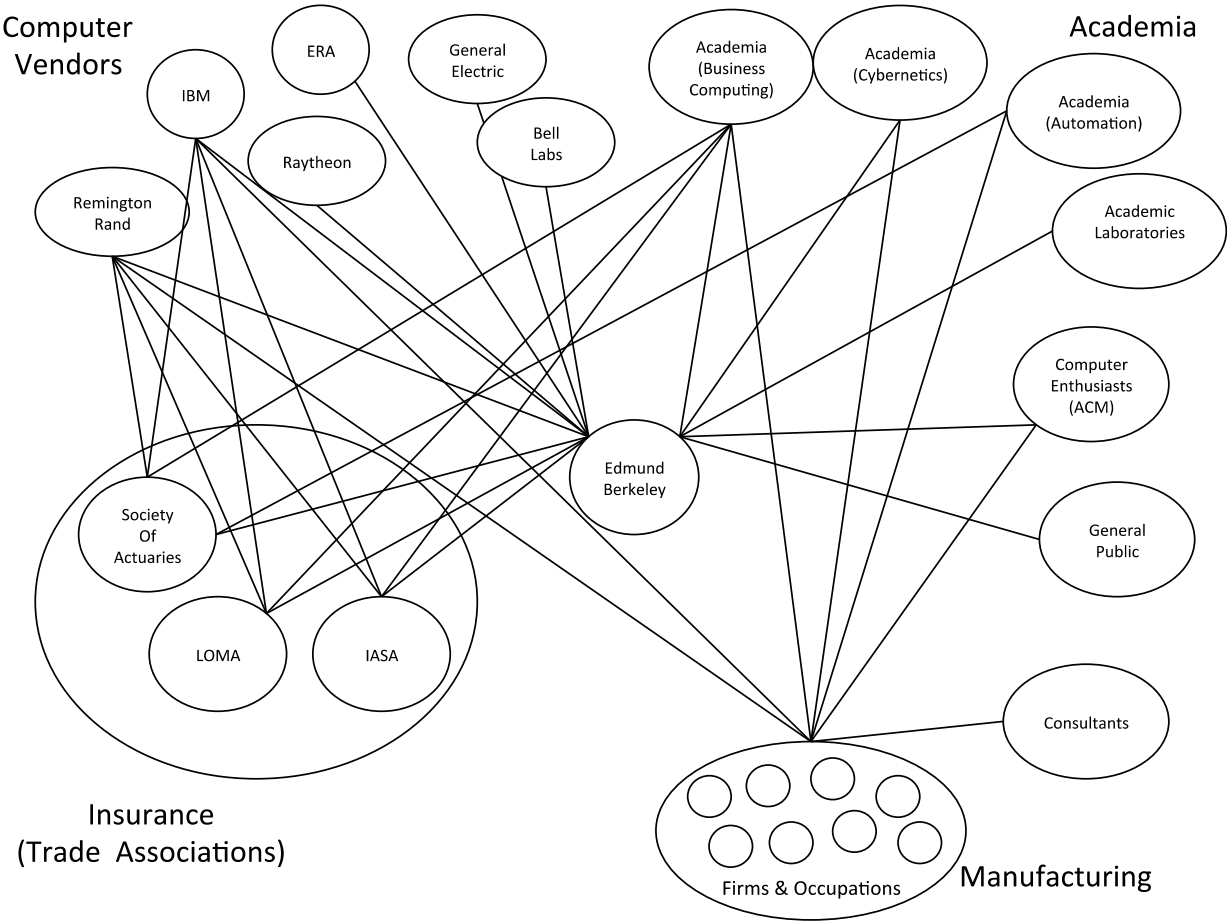 Computer
Vendors
IBM
ERA
General
Electric
Bell
Labs
Raytheon
Remington
Rand
Academia
(Business
Computing)
Academia
(Cybernetics)
Academia
Academia
(Automation)
Academic
Laboratories
Computer
Enthusiasts
(ACM)
General
Public
Consultants
Edmund
Berkeley
Society
Of
Actuaries
LOMA
IASA
Insurance
(Trade Associations)
Firms & Occupations
Manufacturing